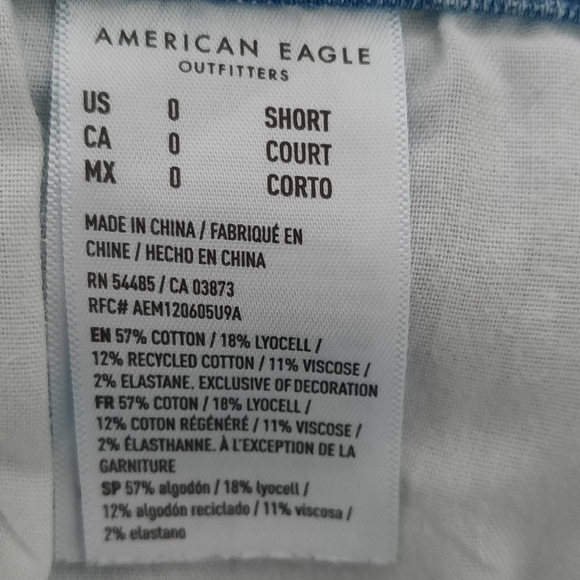 AMERICAN EAGLE
OUTFITTERS
US 0 SHORT
CA 0 COURT
MX 0 CORTO
MADE IN CHINA / FABRIQUÉ EN
CHINE / HECHO EN CHINA
RN 54485 / CA 03873
RFC# AEM120605U9A
EN 57% COTTON / 18% LYOCELL /
12% RECYCLED COTTON / 11% VISCOSE /
2% ELASTANE. EXCLUSIVE OF DECORATION
FR 57% COTON / 18% LYOCELL /
12% COTON RÉGÉNÉRÉ / 11% VISCOSE /
2% ÉLASTHANNE. À L'EXCEPTION DE LA
GARNITURE
SP 57% algodón / 18% lyocell /
12% algodón reciclado / 11% viscosa /
2% elastano